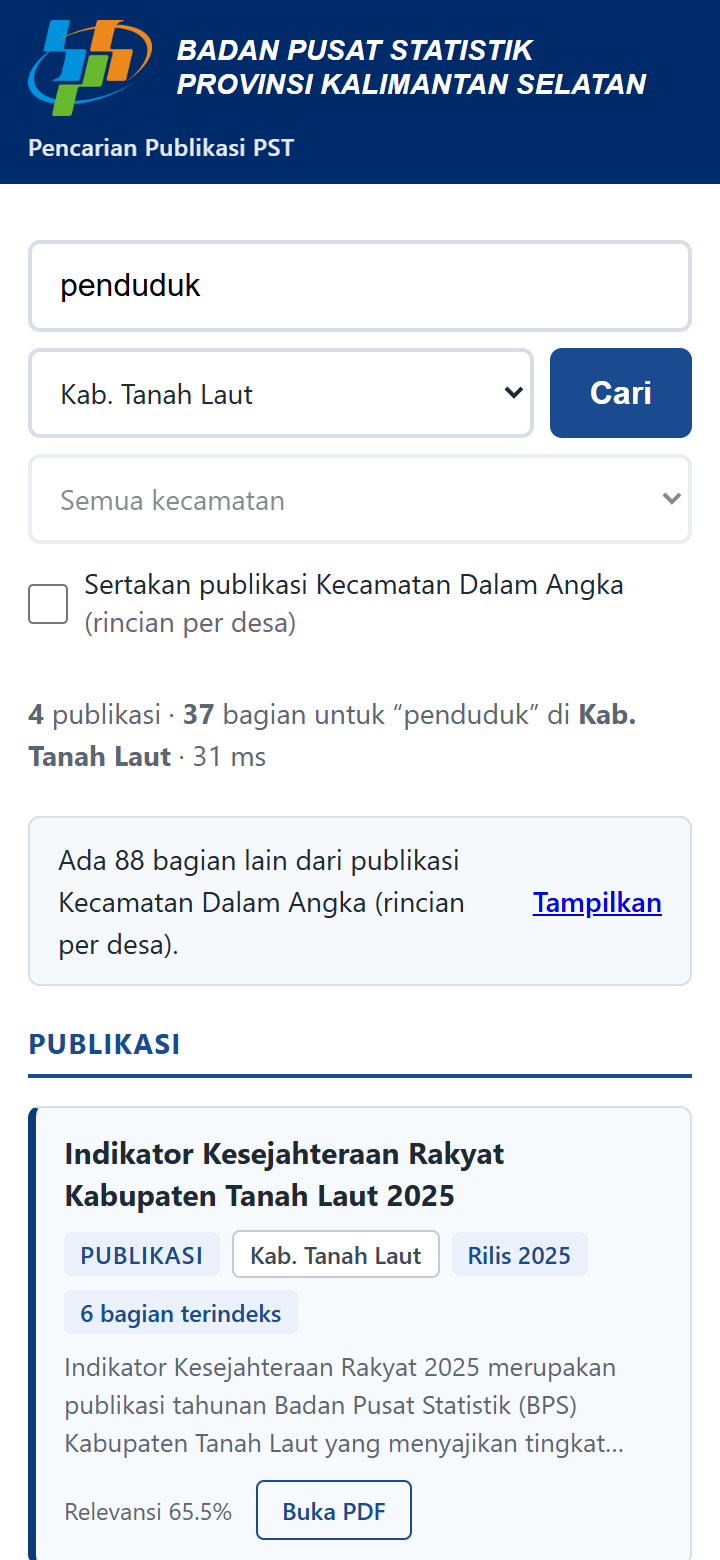 BADAN PUSAT STATISTIK
PROVINSI KALIMANTAN SELATAN
Pencarian Publikasi PST
penduduk
Kab. Tanah Laut
Cari
Semua kecamatan
Sertakan publikasi Kecamatan Dalam Angka
(rincian per desa)
4 publikasi · 37 bagian untuk “penduduk” di Kab.
Tanah Laut · 31 ms
Ada 88 bagian lain dari publikasi
Kecamatan Dalam Angka (rincian
per desa).
Tampilkan
PUBLIKASI
Indikator Kesejahteraan Rakyat
Kabupaten Tanah Laut 2025
PUBLIKASI Kab. Tanah Laut Rilis 2025
6 bagian terindeks
Indikator Kesejahteraan Rakyat 2025 merupakan
publikasi tahunan Badan Pusat Statistik (BPS)
Kabupaten Tanah Laut yang menyajikan tingkat...
Relevansi 65.5% Buka PDF